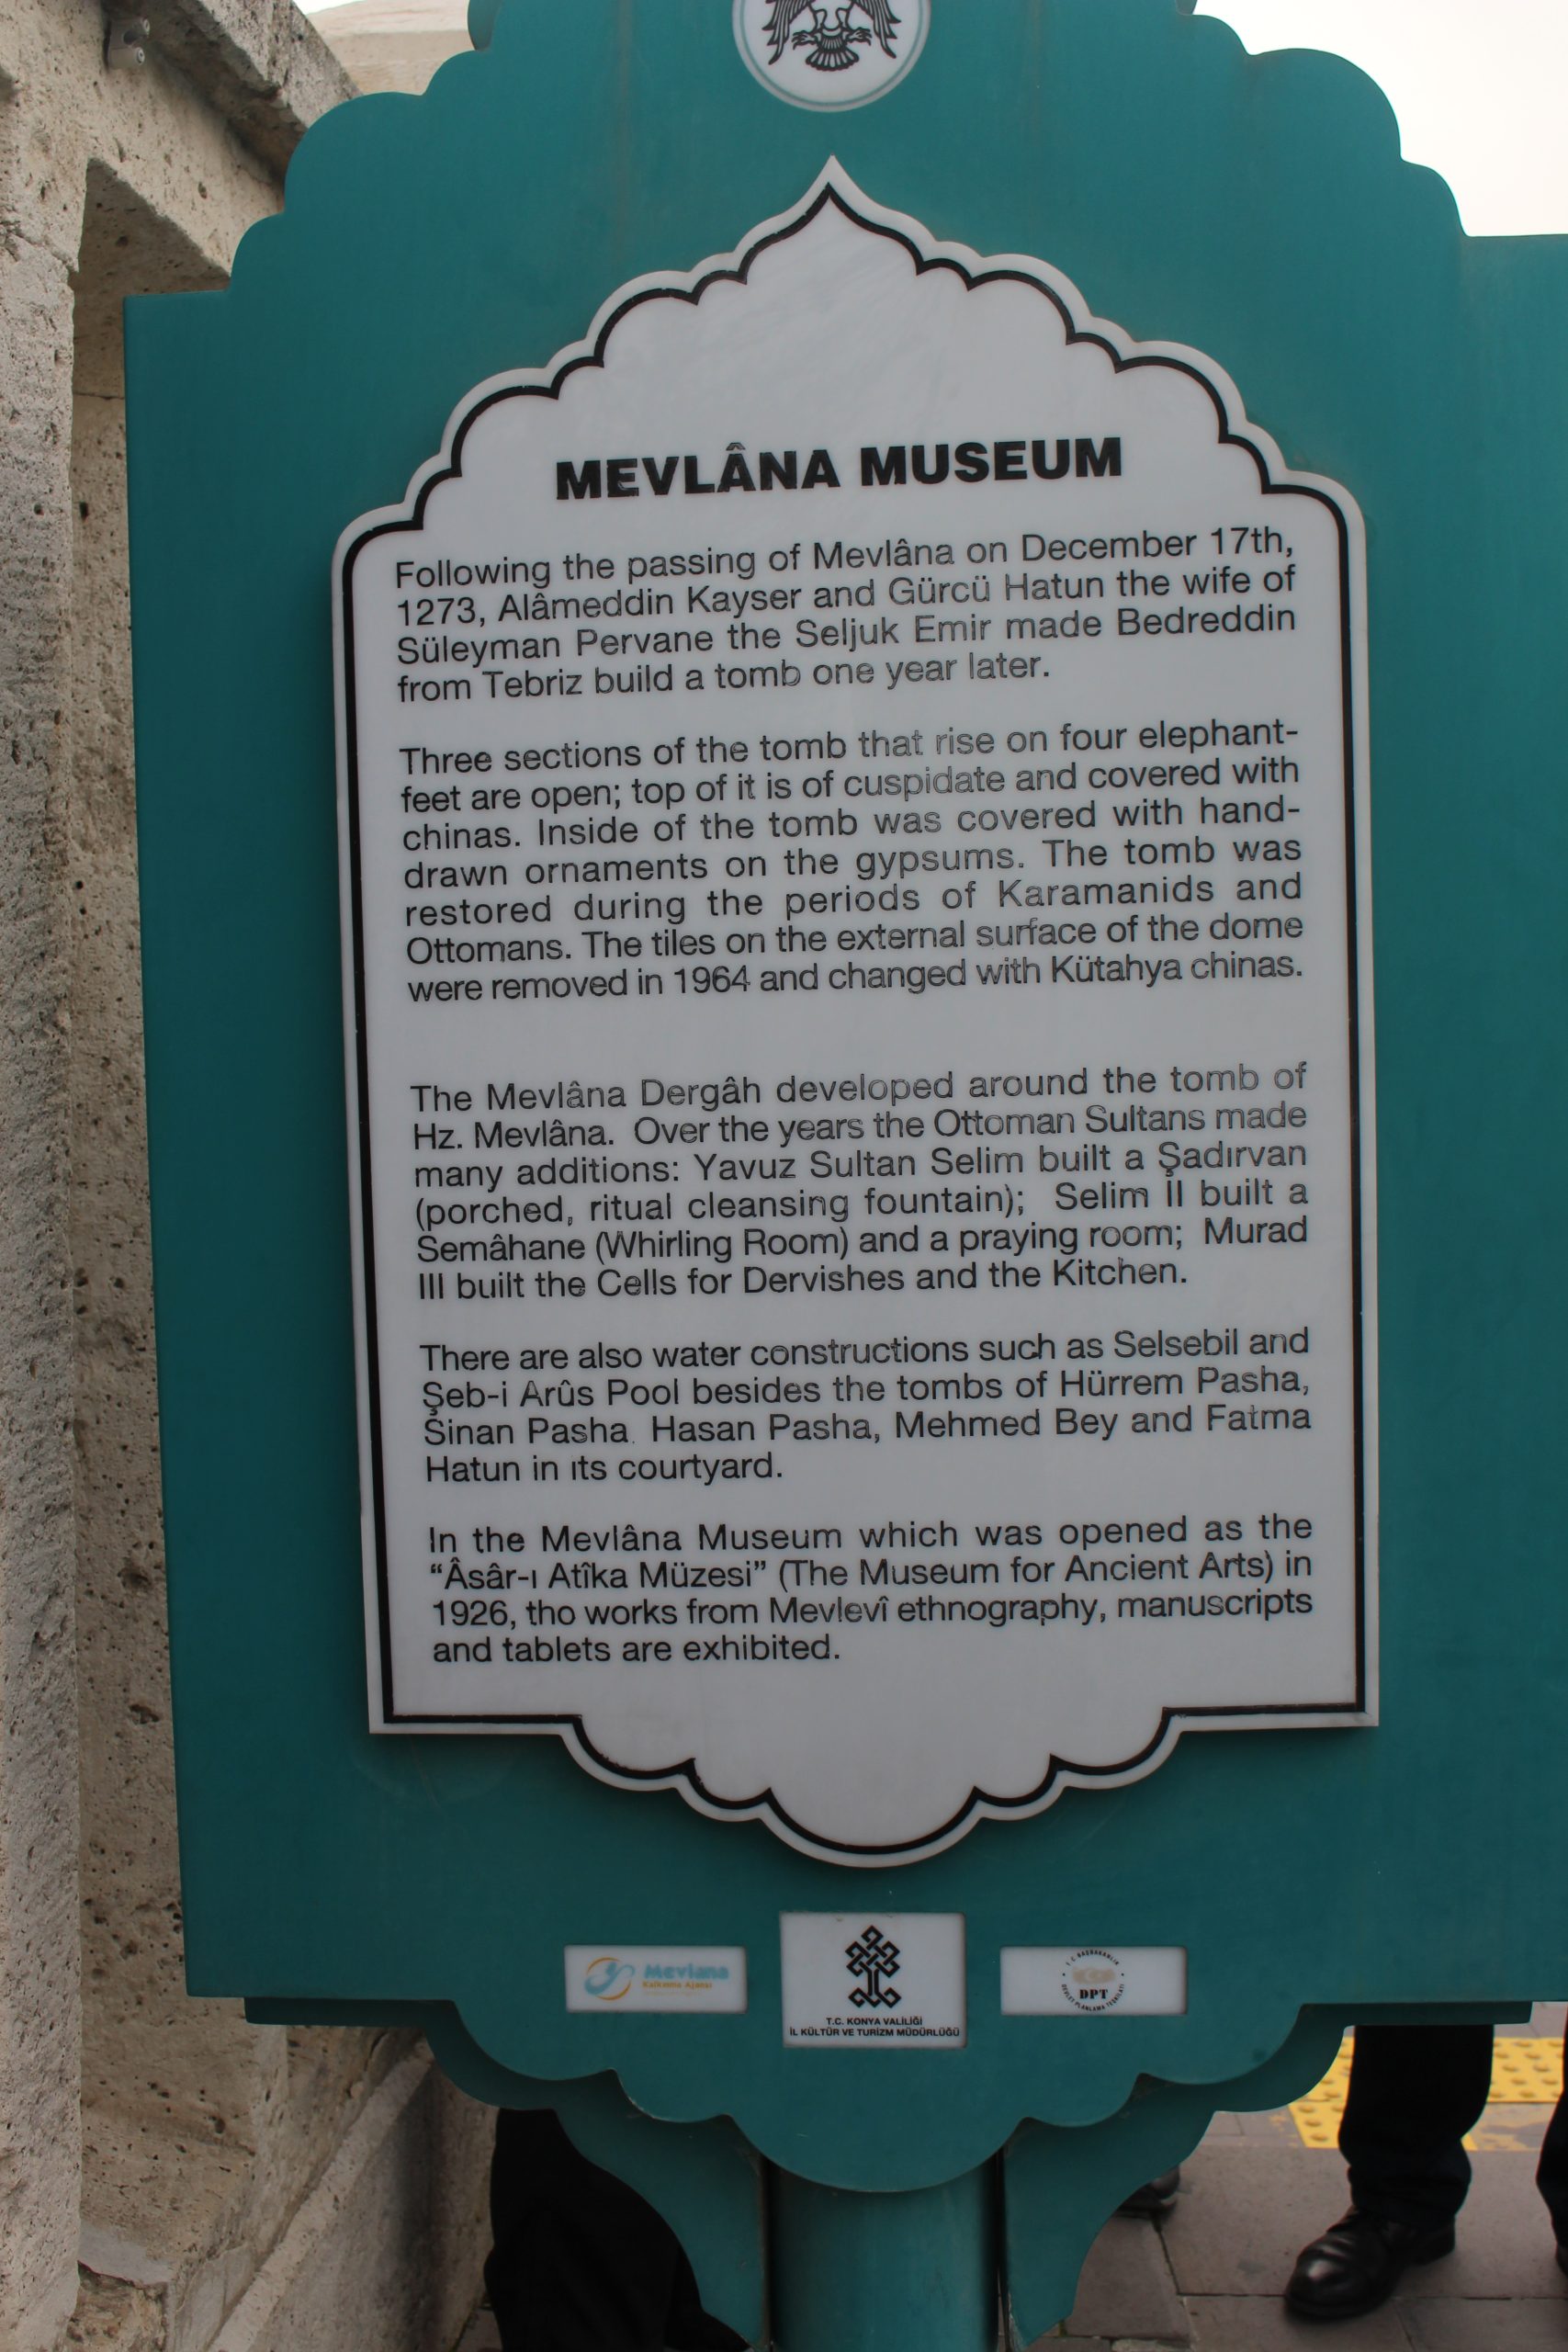 MEVLÂNA MUSEUM
Following the passing of Mevlâna on December 17th,
1273, Alâmeddin Kayser and Gürcü Hatun the wife of
Süleyman Pervane the Seljuk Emir made Bedreddin
from Tebriz build a tomb one year later.
Three sections of the tomb that rise on four elephant-
feet are open; top of it is of cuspidate and covered with
chinas. Inside of the tomb was covered with hand-
drawn ornaments on the gypsums. The tomb was
restored during the periods of Karamanids and
Ottomans. The tiles on the external surface of the dome
were removed in 1964 and changed with Kütahya chinas.
The Mevlâna Dergâh developed around the tomb of
Hz. Mevlâna. Over the years the Ottoman Sultans made
many additions: Yavuz Sultan Selim built a Şadırvan
(porched, ritual cleansing fountain); Selim II built a
Semâhane (Whirling Room) and a praying room; Murad
III built the Cells for Dervishes and the Kitchen.
There are also water constructions such as Selsebil and
Şeb-i Arûs Pool besides the tombs of Hürrem Pasha,
Sinan Pasha. Hasan Pasha, Mehmed Bey and Fatma
Hatun in ıts courtyard.
In the Mevlâna Museum which was opened as the
“Âsâr-ı Atîka Müzesi” (The Museum for Ancient Arts) in
1926, tho works from Mevlevî ethnography, manuscripts
and tablets are exhibited.
Mevlana
Kalkınma Ajansı
T.C. KONYA VALİLİĞİ
İL KÜLTÜR VE TURİZM MÜDÜRLÜĞÜ
T.C. BAŞBAKANLIK
DPT
DEVLET PLANLAMA TEŞKİLATI